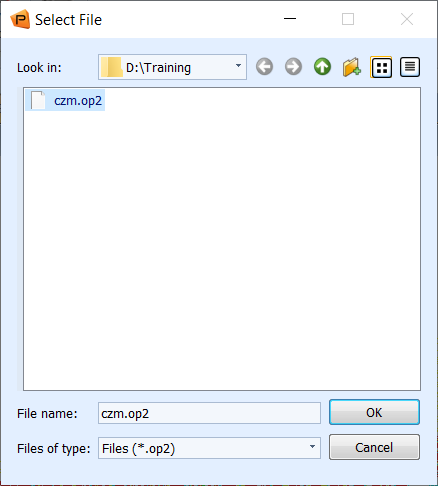 Select File
Look in: D:\Training
czm.op2
File name: czm.op2 OK
Files of type: Files (*.op2) Cancel